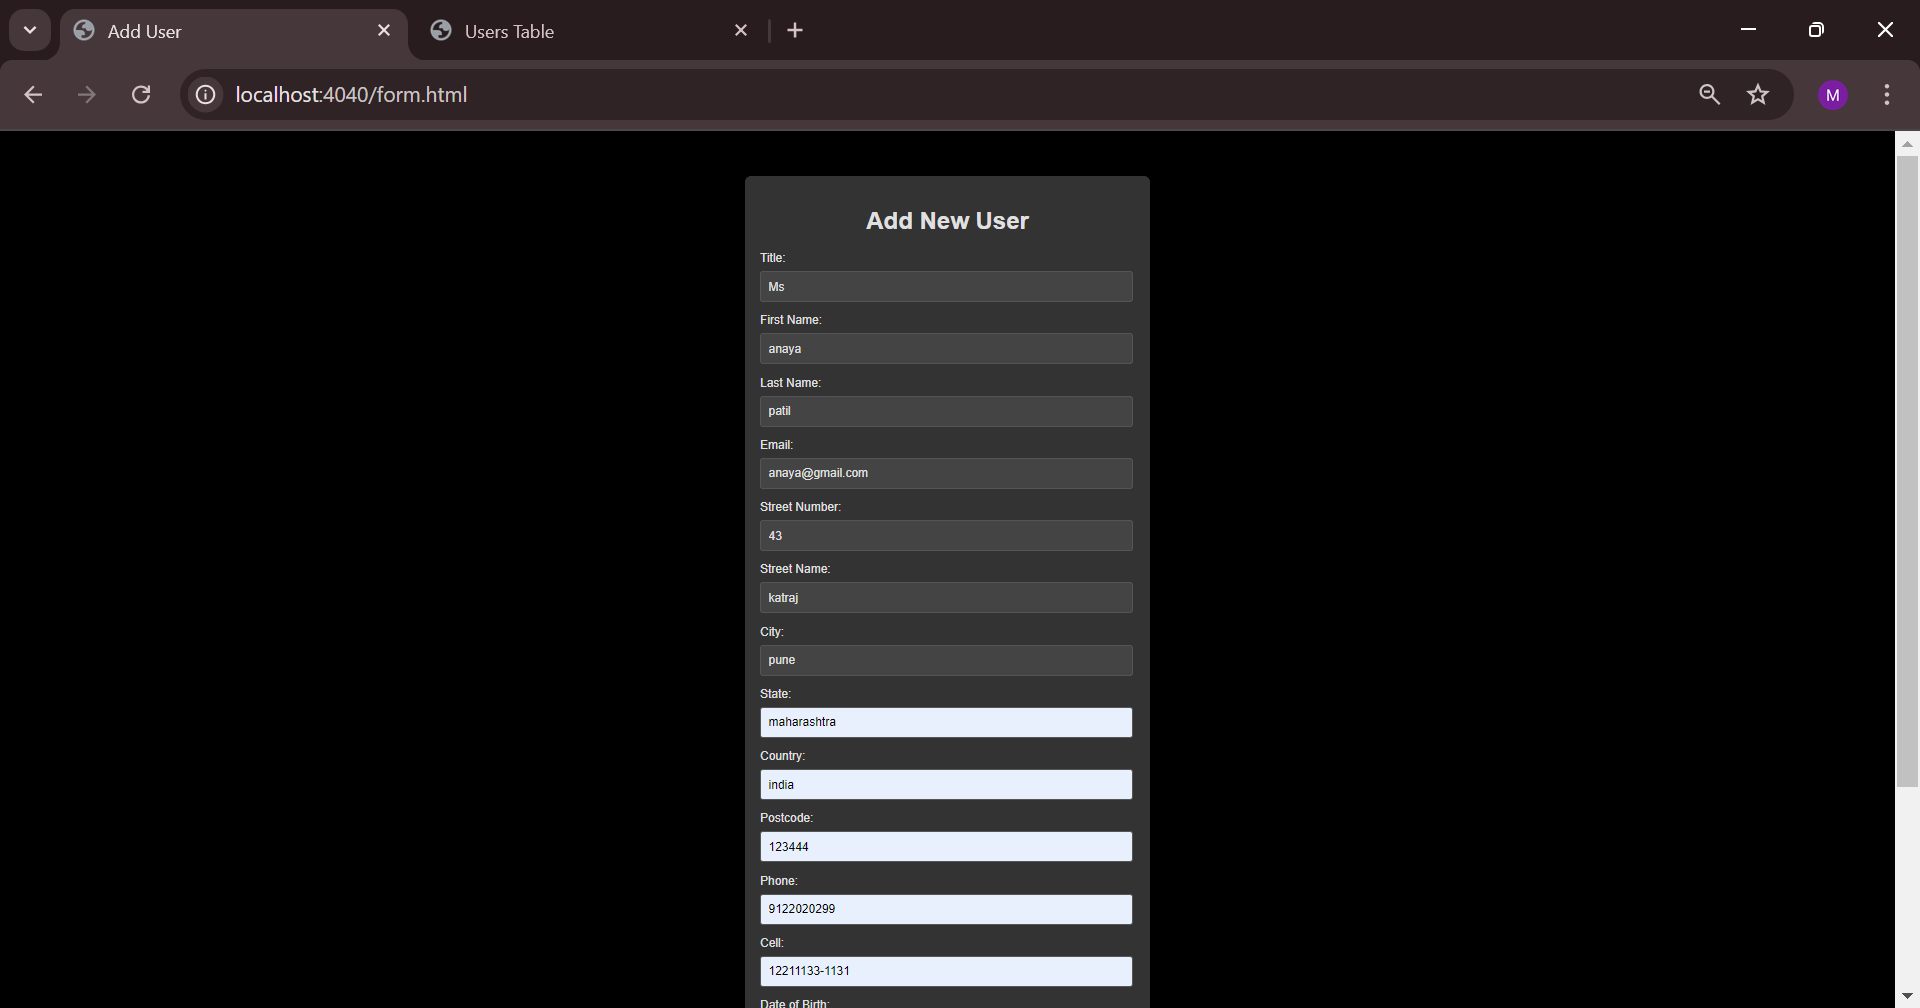 Add User
Users Table
localhost:4040/form.html
M
Add New User
Title:
Ms
First Name:
anaya
Last Name:
patil
Email:
anaya@gmail.com
Street Number:
43
Street Name:
katraj
City:
pune
State:
maharashtra
Country:
india
Postcode:
123444
Phone:
9122020299
Cell:
12211133-1131
Date of Birth: